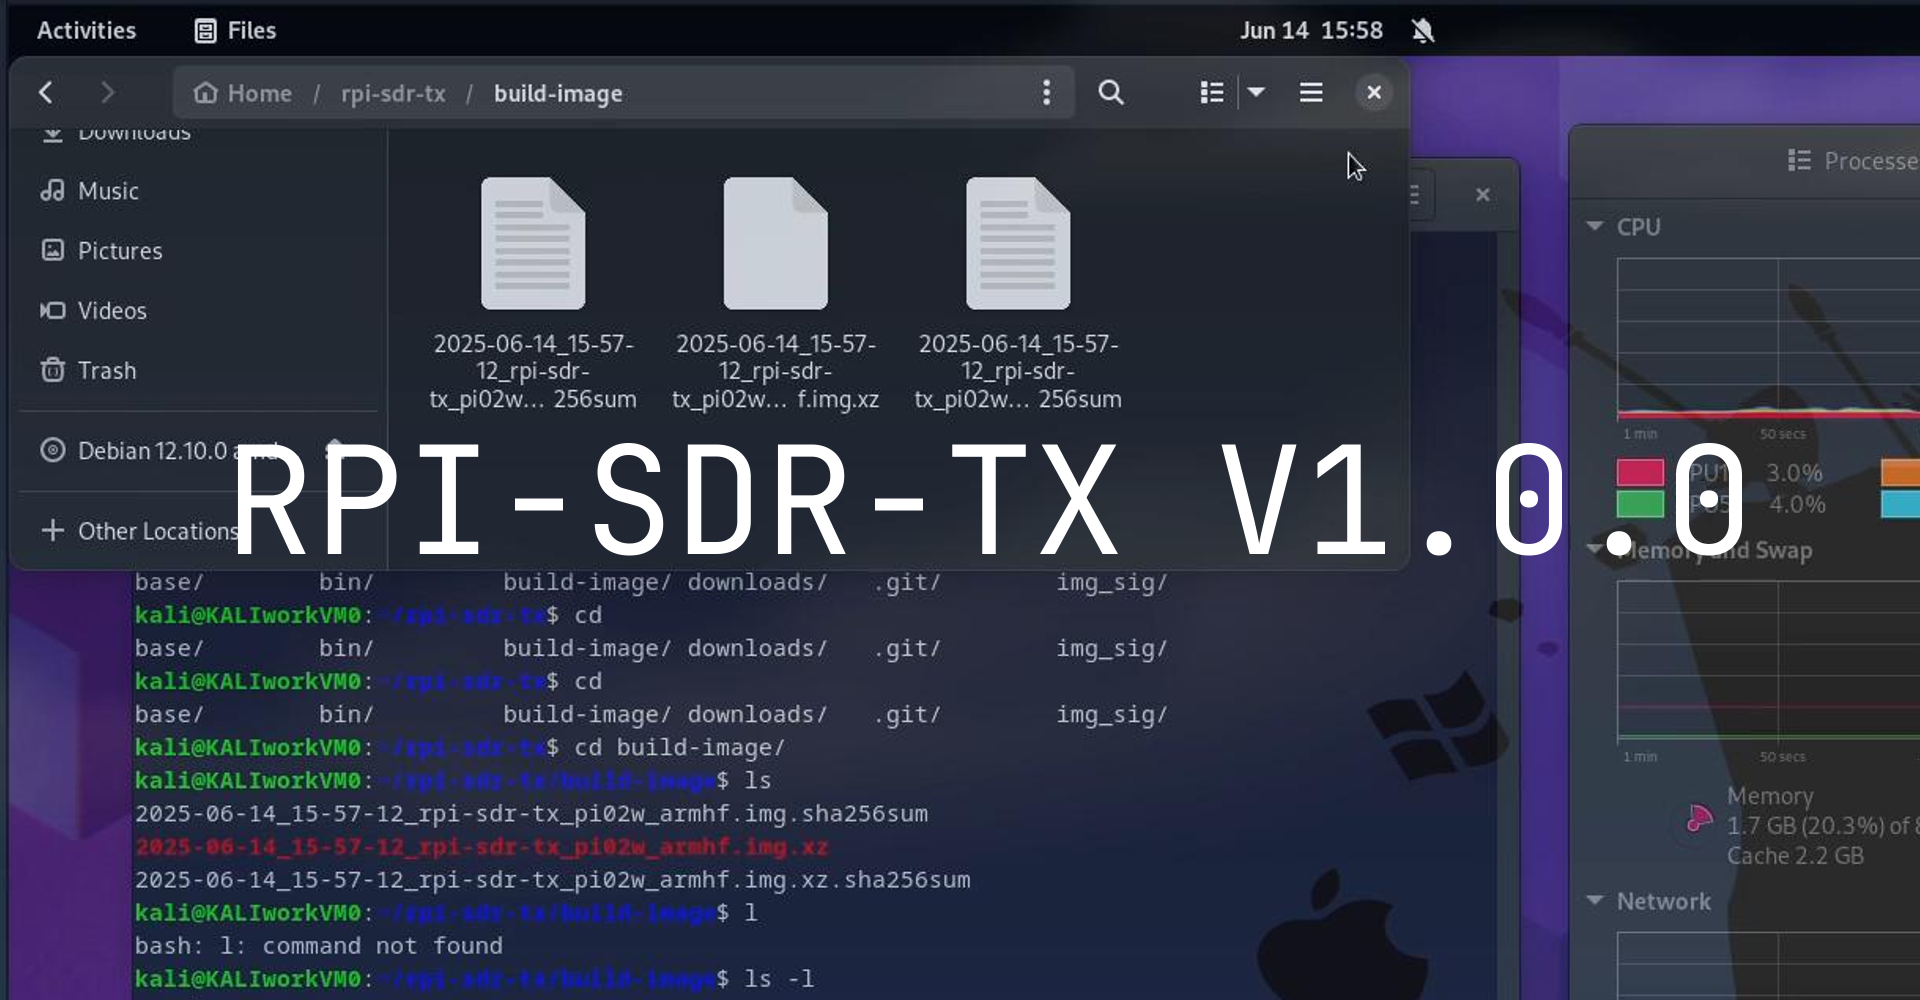 Activities Files Jun 14 15:58
Home / rpi-sdr-tx / build-image
Downloads
Music
Pictures
Videos
Trash
Debian 12.10.0
Other Locations
2025-06-14_15-57-
12_rpi-sdr-
tx_pi02w... 256sum
2025-06-14_15-57-
12_rpi-sdr-
tx_pi02w... f.img.xz
2025-06-14_15-57-
12_rpi-sdr-
tx_pi02w... 256sum
RPI-SDR-TX V1.0.0
base/ bin/ build-image/ downloads/ .git/ img_sig/
kali@KALIworkVM0:~/rpi-sdr-tx$ cd
base/ bin/ build-image/ downloads/ .git/ img_sig/
kali@KALIworkVM0:~/rpi-sdr-tx$ cd
base/ bin/ build-image/ downloads/ .git/ img_sig/
kali@KALIworkVM0:~/rpi-sdr-tx$ cd build-image/
kali@KALIworkVM0:~/rpi-sdr-tx/build-image$ ls
2025-06-14_15-57-12_rpi-sdr-tx_pi02w_armhf.img.sha256sum
2025-06-14_15-57-12_rpi-sdr-tx_pi02w_armhf.img.xz
2025-06-14_15-57-12_rpi-sdr-tx_pi02w_armhf.img.xz.sha256sum
kali@KALIworkVM0:~/rpi-sdr-tx/build-image$ l
bash: l: command not found
kali@KALIworkVM0:~/rpi-sdr-tx/build-image$ ls -l
Processe
CPU
1 min 50 secs
3.0%
4.0%
Memory and Swap
1 min 50 secs
Memory
1.7 GB (20.3%) of
Cache 2.2 GB
Network